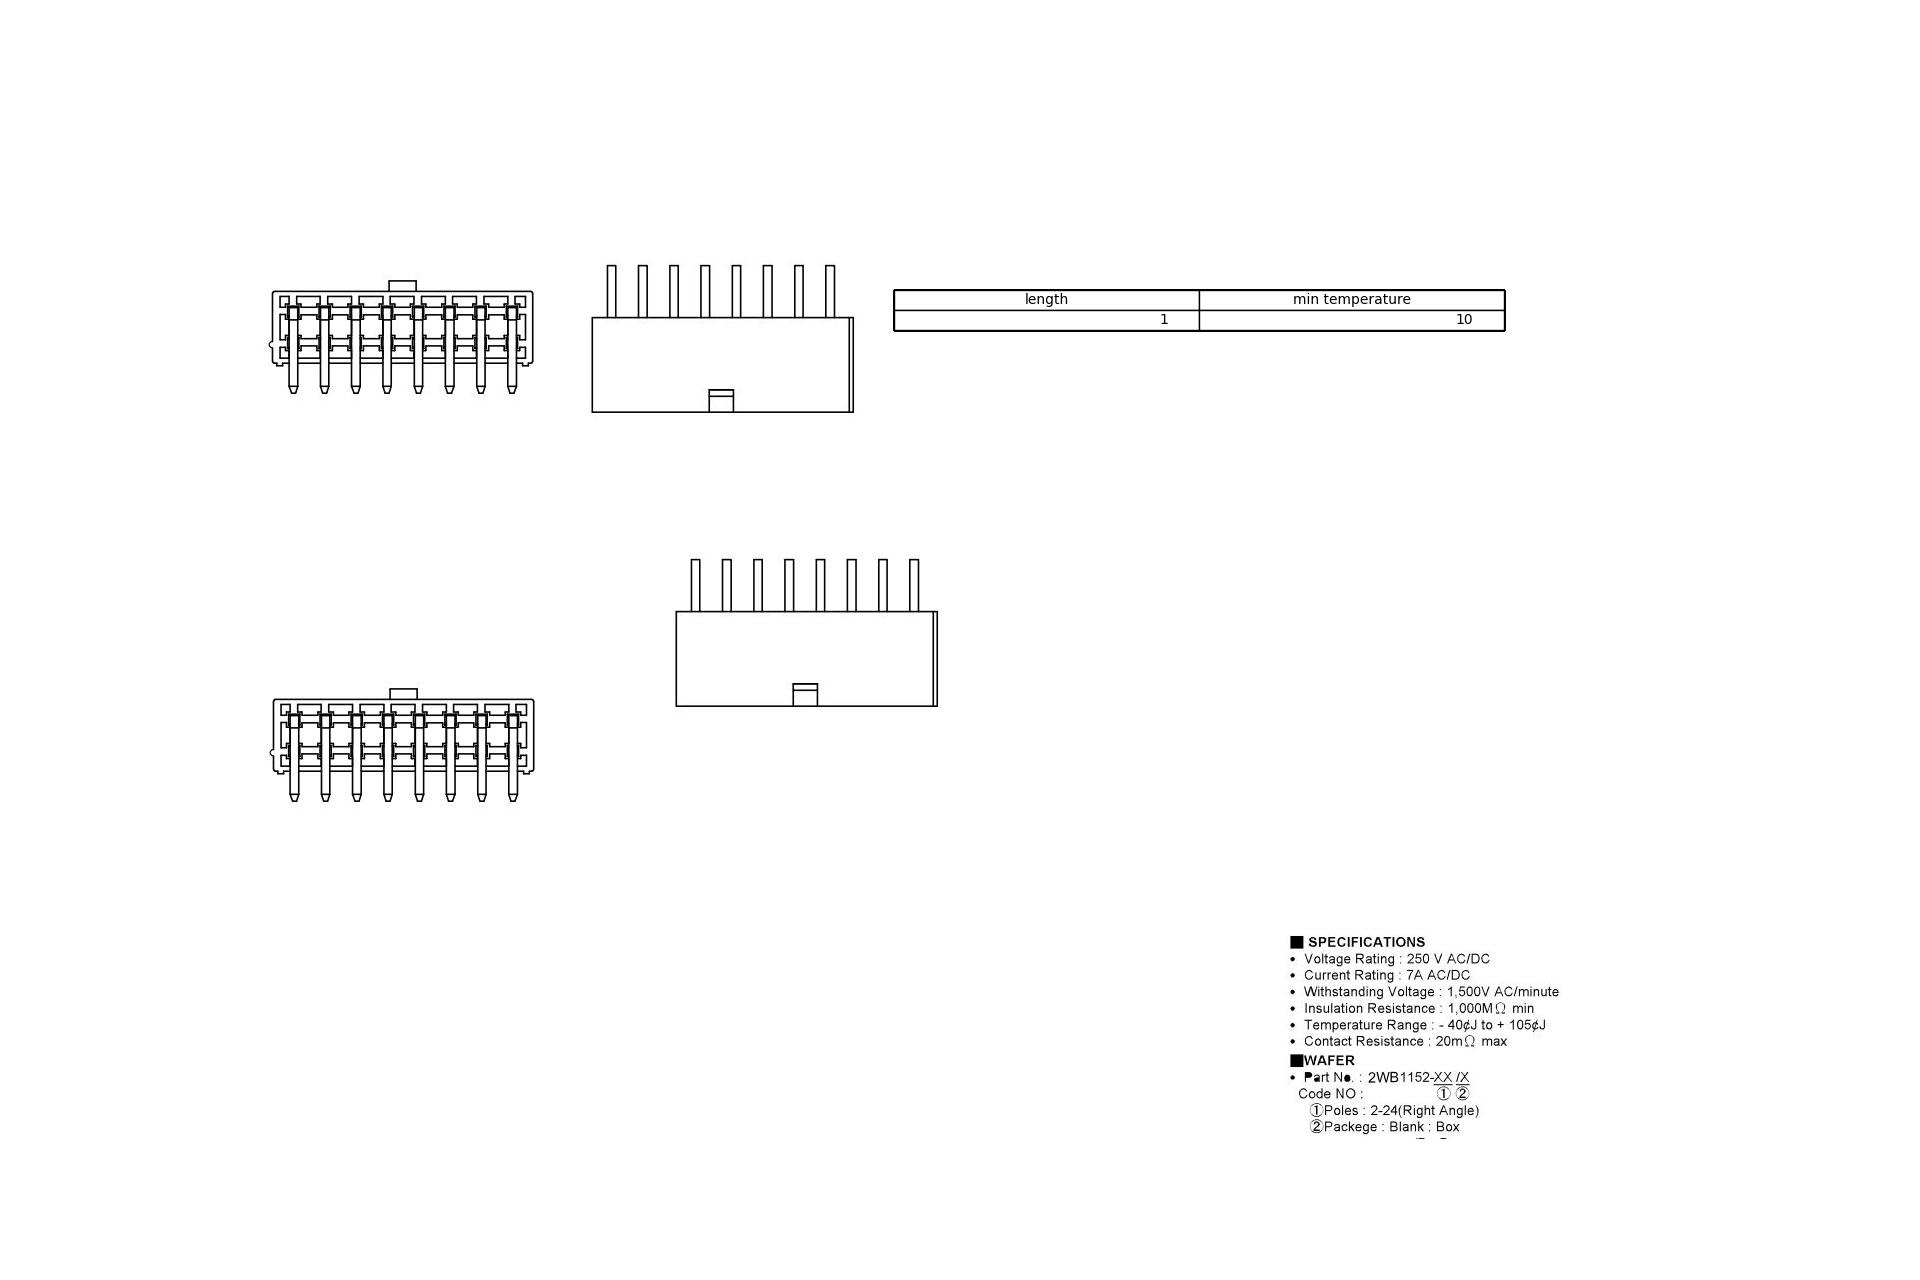 length min temperature
1 10
■ SPECIFICATIONS
• Voltage Rating : 250 V AC/DC
• Current Rating : 7A AC/DC
• Withstanding Voltage : 1,500V AC/minute
• Insulation Resistance : 1,000MΩ min
• Temperature Range : - 40¢J to + 105¢J
• Contact Resistance : 20mΩ max
■WAFER
• Part No. : 2WB1152-XX /X
Code NO : ① ②
①Poles : 2-24(Right Angle)
②Packege : Blank : Box